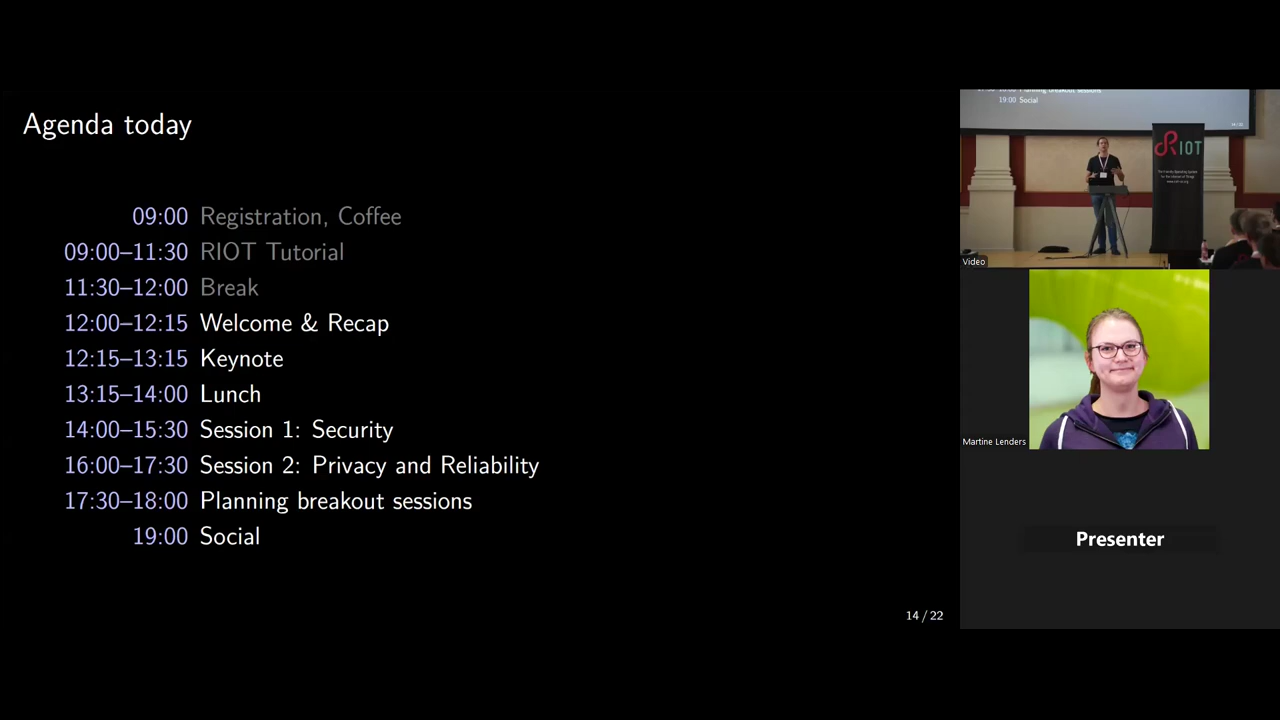 Agenda today
09:00 Registration, Coffee
09:00–11:30 RIOT Tutorial
11:30–12:00 Break
12:00–12:15 Welcome & Recap
12:15–13:15 Keynote
13:15–14:00 Lunch
14:00–15:30 Session 1: Security
16:00–17:30 Session 2: Privacy and Reliability
17:30–18:00 Planning breakout sessions
19:00 Social
14 / 22
Planning breakout sessions
19:00 Social
RIOT
Video
Martine Lenders
Presenter